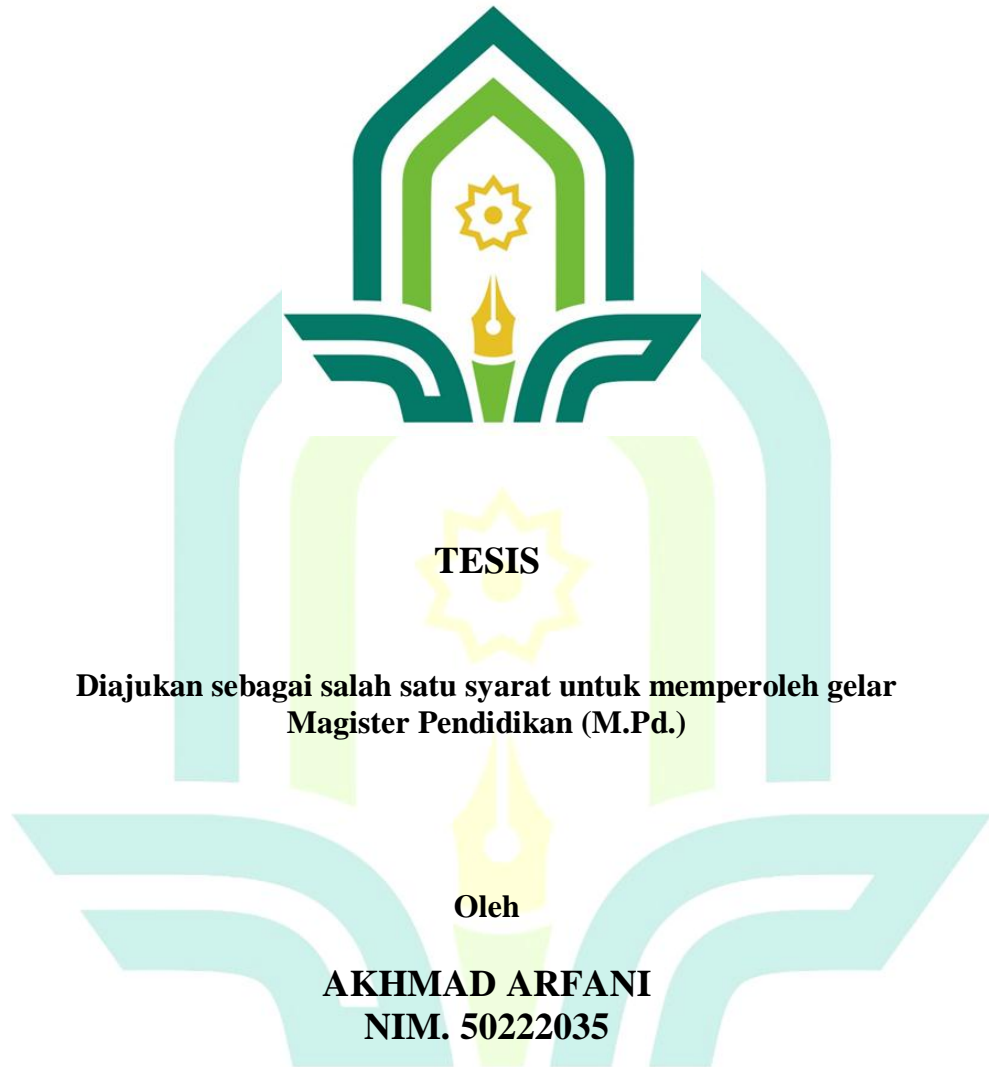 TESIS
Diajukan sebagai salah satu syarat untuk memperoleh gelar
Magister Pendidikan (M.Pd.)
Oleh
AKHMAD ARFANI
NIM. 50222035